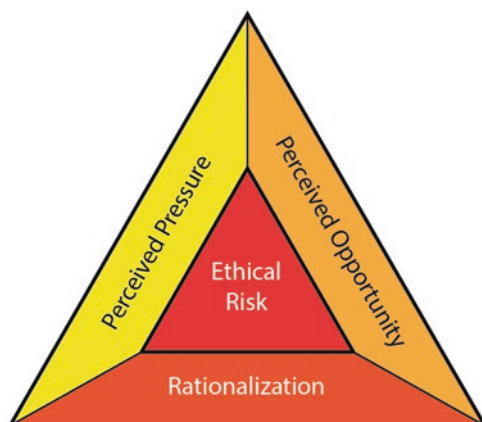 Perceived Pressure
Perceived Opportunity
Ethical
Risk
Rationalization